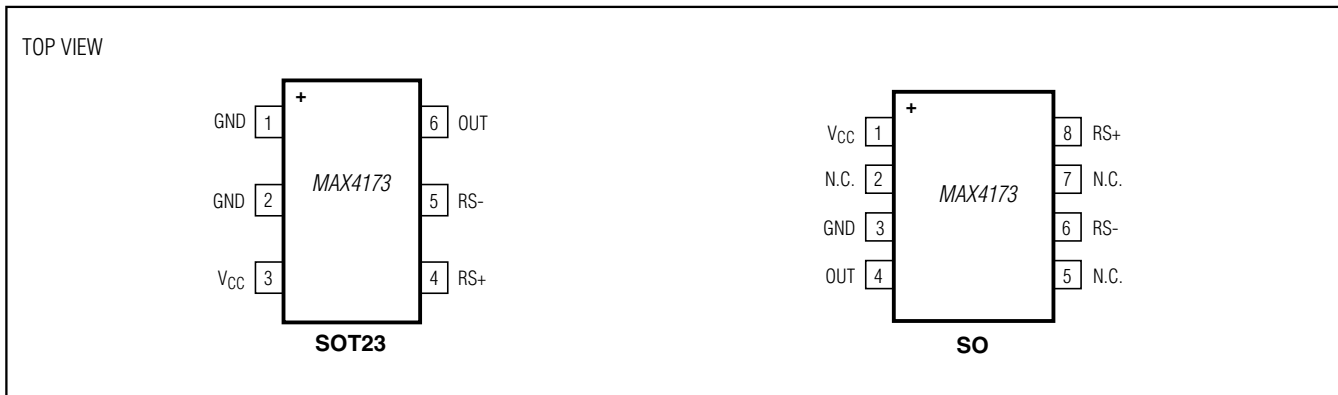 TOP VIEW
+
GND 1
6 OUT
MAX4173
GND 2
5 RS-
VCC 3
4 RS+
SOT23
+
VCC 1
8 RS+
N.C. 2
7 N.C.
MAX4173
GND 3
6 RS-
OUT 4
5 N.C.
SO